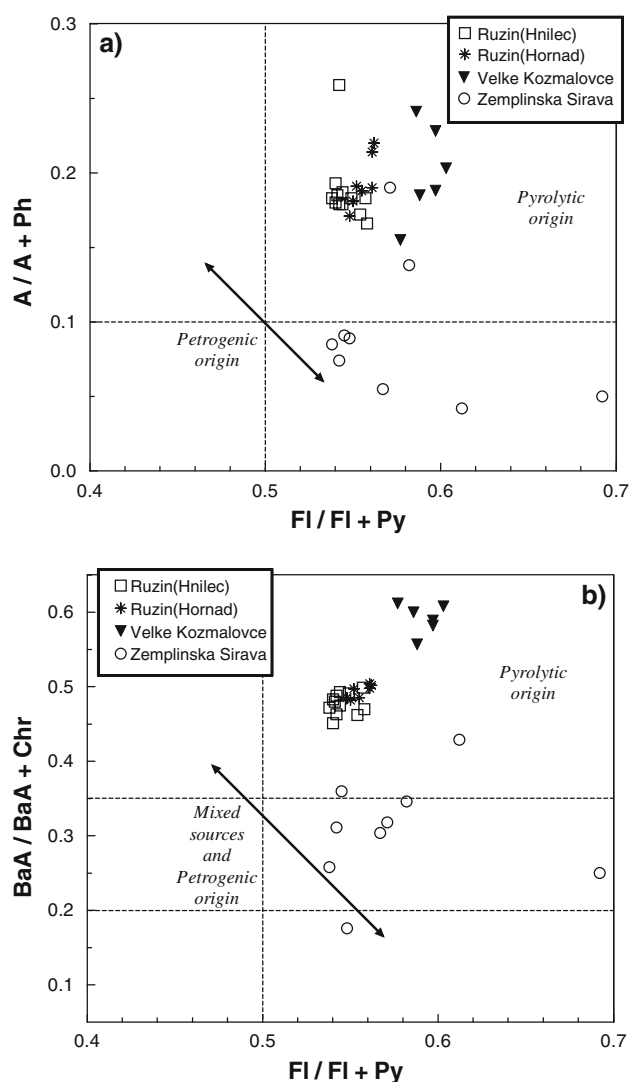 a)
Ruzin(Hnilec)
Ruzin(Hornad)
Velke Kozmalovce
Zemplinska Sirava
0.3
0.2
0.1
0.0
A / A + Ph
Pyrolytic
origin
Petrogenic
origin
0.4
0.5
0.6
0.7
Fl / Fl + Py
b)
Ruzin(Hnilec)
Ruzin(Hornad)
Velke Kozmalovce
Zemplinska Sirava
0.6
0.5
0.4
0.3
0.2
0.1
BaA / BaA + Chr
Pyrolytic
origin
Mixed
sources
and
Petrogenic
origin
0.4
0.5
0.6
0.7
Fl / Fl + Py